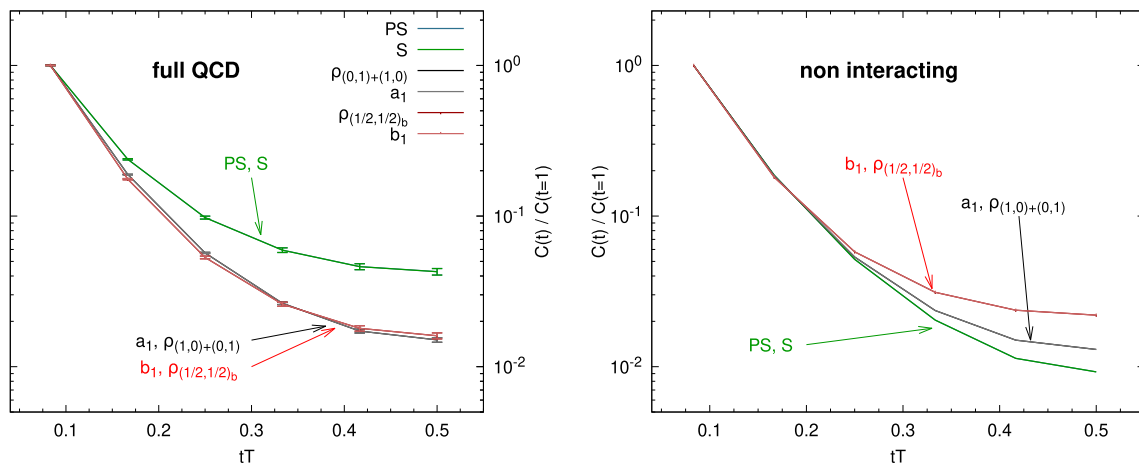 full QCD
PS
S
ρ(0,1)+(1,0)
a1
ρ(1/2,1/2)b
b1
PS, S
a1, ρ(1,0)+(0,1)
b1, ρ(1/2,1/2)b
10^0
10^-1
10^-2
C(t) / C(t=1)
0.1 0.2 0.3 0.4 0.5
tT
non interacting
b1, ρ(1/2,1/2)b
a1, ρ(1,0)+(0,1)
PS, S
10^0
10^-1
10^-2
C(t) / C(t=1)
0.1 0.2 0.3 0.4 0.5
tT